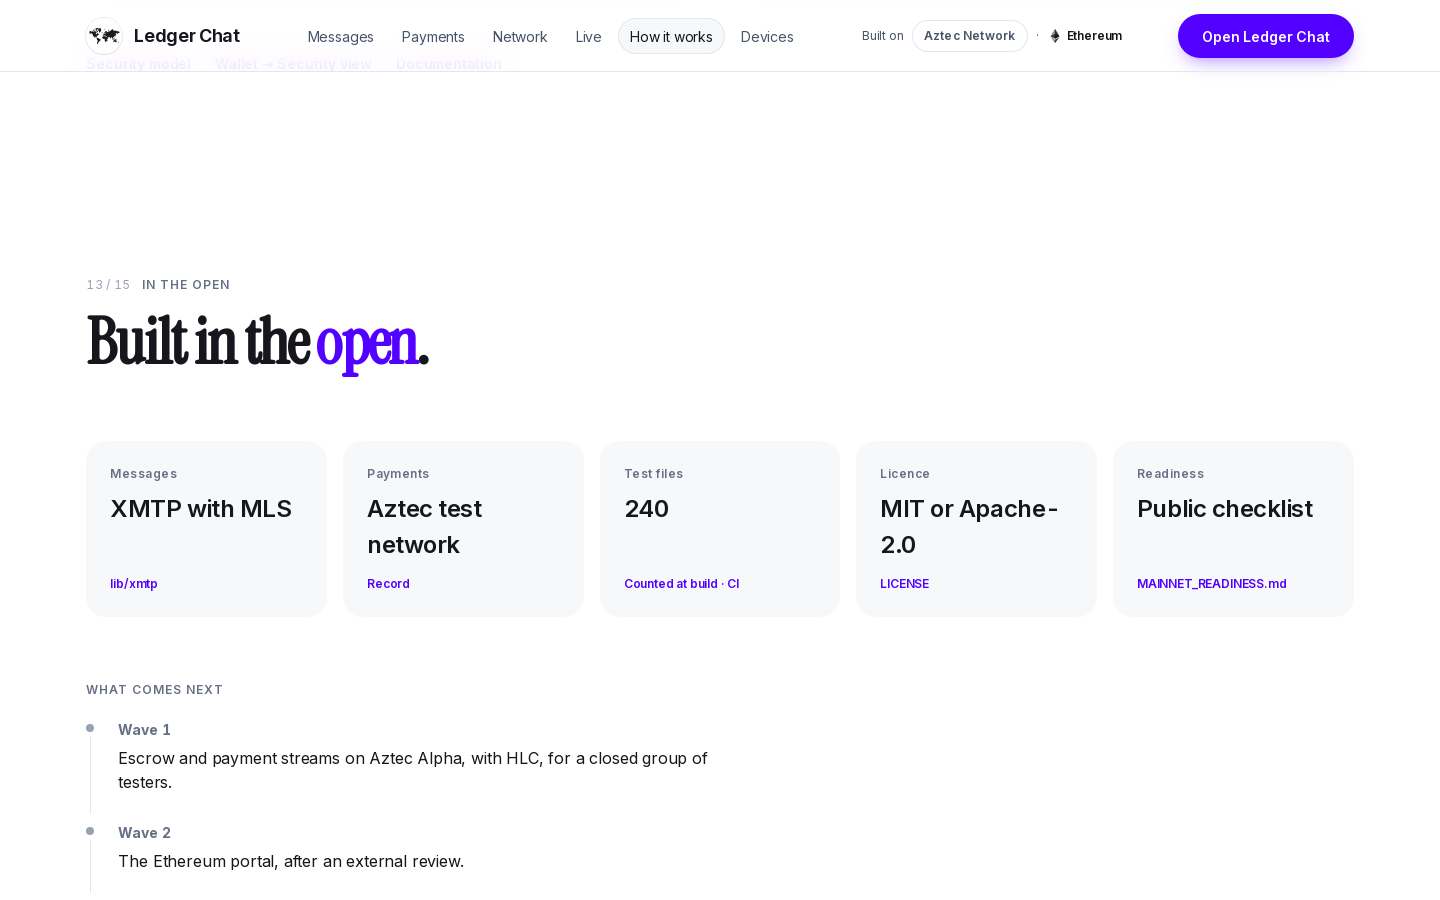 Ledger Chat
Messages
Payments
Network
Live
How it works
Devices
Built on
Aztec Network
·
Ethereum
Open Ledger Chat
Security model
Wallet → Security view
Documentation
13 / 15 IN THE OPEN
Built in the open.
Messages
XMTP with MLS
lib/xmtp
Payments
Aztec test
network
Record
Test files
240
Counted at build · CI
Licence
MIT or Apache-
2.0
LICENSE
Readiness
Public checklist
MAINNET_READINESS.md
WHAT COMES NEXT
Wave 1
Escrow and payment streams on Aztec Alpha, with HLC, for a closed group of
testers.
Wave 2
The Ethereum portal, after an external review.